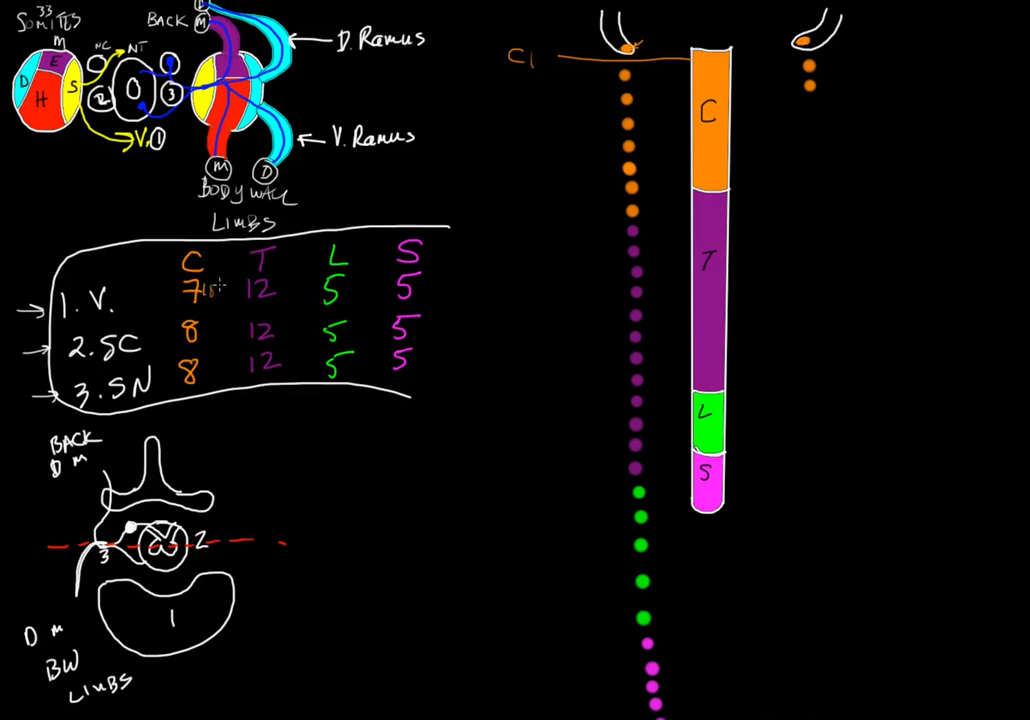 33
SOMITES
M
D E H S
NC NT
2
3
V. 1
BACK M
D. Ramus
V. Ramus
M D
BODY WALL
LIMBS
C T L S
1. V. 7 12 5 5
2. SC 8 12 5 5
3. SN 8 12 5 5
BACK
D M
3 2
1
D M
BW
LIMBS
C1
C
T
L
S